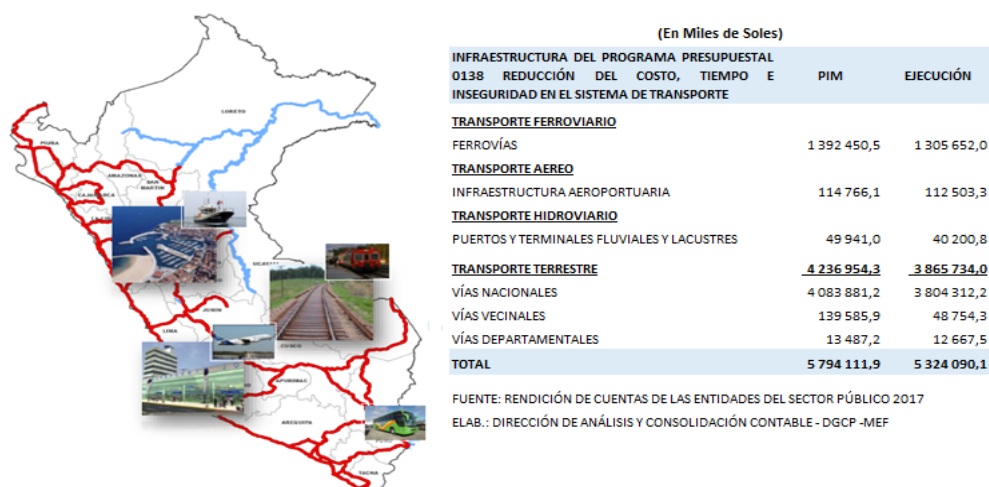 LORETO
PIURA
AMAZONAS
SAN
MARTIN
CAJAMARCA
JUNIN
LIMA
CUSCO
APURIMAC
AREQUIPA
TACNA
(En Miles de Soles)
INFRAESTRUCTURA DEL PROGRAMA PRESUPUESTAL
0138 REDUCCIÓN DEL COSTO, TIEMPO E PIM EJECUCIÓN
INSEGURIDAD EN EL SISTEMA DE TRANSPORTE
TRANSPORTE FERROVIARIO
FERROVÍAS 1 392 450,5 1 305 652,0
TRANSPORTE AEREO
INFRAESTRUCTURA AEROPORTUARIA 114 766,1 112 503,3
TRANSPORTE HIDROVIARIO
PUERTOS Y TERMINALES FLUVIALES Y LACUSTRES 49 941,0 40 200,8
TRANSPORTE TERRESTRE 4 236 954,3 3 865 734,0
VÍAS NACIONALES 4 083 881,2 3 804 312,2
VÍAS VECINALES 139 585,9 48 754,3
VÍAS DEPARTAMENTALES 13 487,2 12 667,5
TOTAL 5 794 111,9 5 324 090,1
FUENTE: RENDICIÓN DE CUENTAS DE LAS ENTIDADES DEL SECTOR PÚBLICO 2017
ELAB.: DIRECCIÓN DE ANÁLISIS Y CONSOLIDACIÓN CONTABLE - DGCP -MEF